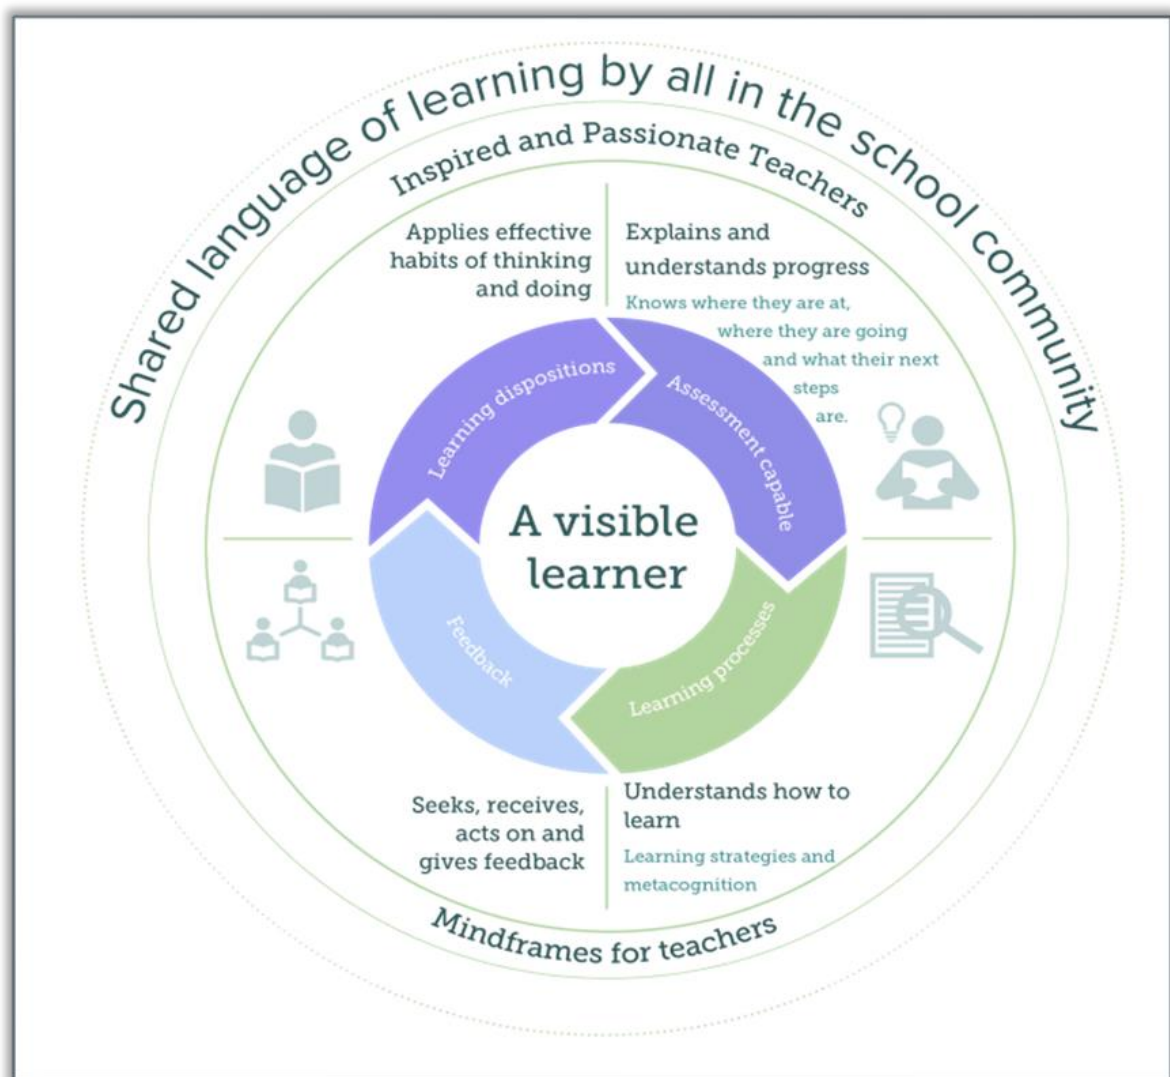 Shared language of learning by all in the school community
Inspired and Passionate Teachers
Applies effective
habits of thinking
and doing
Explains and
understands progress
Knows where they are at,
where they are going
and what their next
steps
are.
Learning dispositions
Assessment capable
A visible
learner
Feedback
Learning processes
Seeks, receives,
acts on and
gives feedback
Understands how to
learn
Learning strategies and
metacognition
Mindframes for teachers